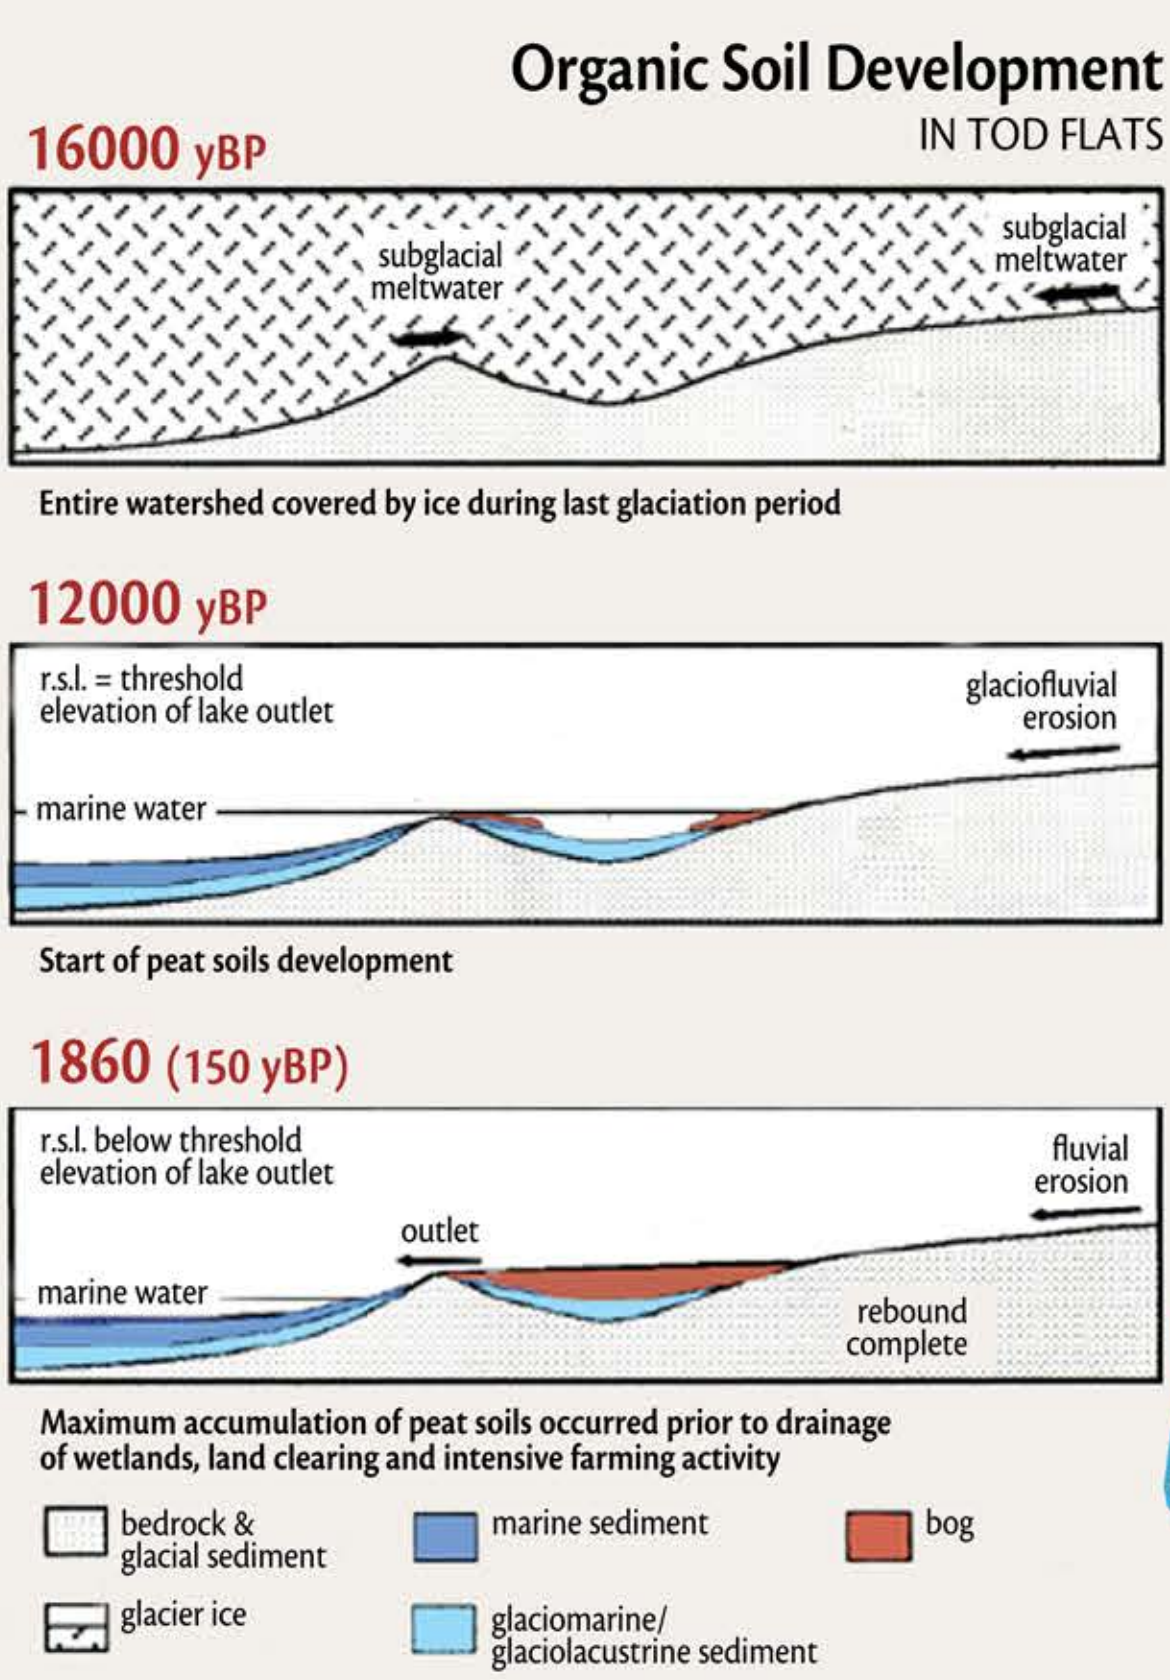 Organic Soil Development
IN TOD FLATS
16000 yBP
subglacial
meltwater
subglacial
meltwater
Entire watershed covered by ice during last glaciation period
12000 yBP
r.s.l. = threshold
elevation of lake outlet
glaciofluvial
erosion
marine water
Start of peat soils development
1860 (150 yBP)
r.s.l. below threshold
elevation of lake outlet
fluvial
erosion
outlet
marine water
rebound
complete
Maximum accumulation of peat soils occurred prior to drainage
of wetlands, land clearing and intensive farming activity
bedrock &
glacial sediment
marine sediment
bog
glacier ice
glaciomarine/
glaciolacustrine sediment